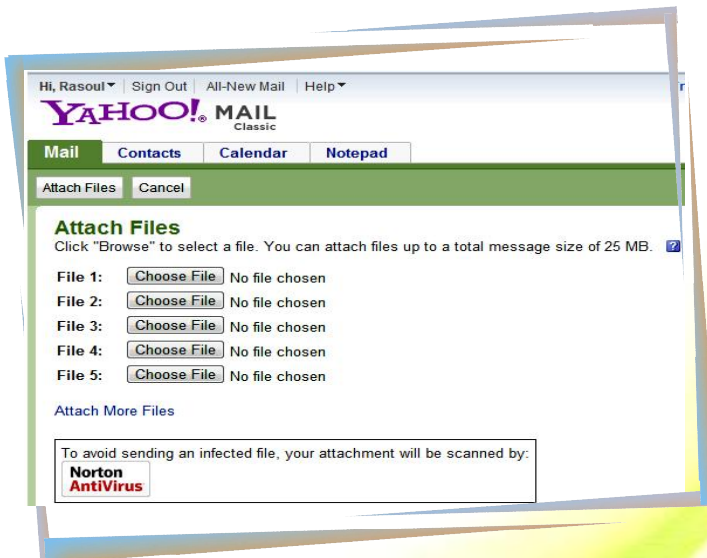 Hi, Rasoul Sign Out All-New Mail Help
YAHOO!® MAIL
Classic
Mail Contacts Calendar Notepad
Attach Files Cancel
Attach Files
Click "Browse" to select a file. You can attach files up to a total message size of 25 MB. ?
File 1: Choose File No file chosen
File 2: Choose File No file chosen
File 3: Choose File No file chosen
File 4: Choose File No file chosen
File 5: Choose File No file chosen
Attach More Files
To avoid sending an infected file, your attachment will be scanned by:
Norton
AntiVirus